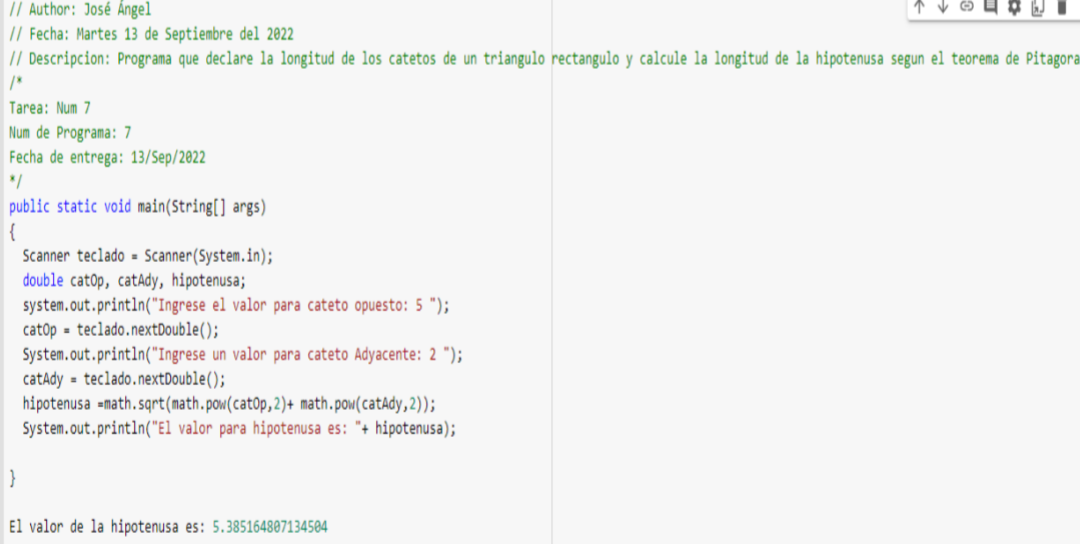 // Author: José Ángel
// Fecha: Martes 13 de Septiembre del 2022
// Descripcion: Programa que declare la longitud de los catetos de un triangulo rectangulo y calcule la longitud de la hipotenusa segun el teorema de Pitagora
/*
Tarea: Num 7
Num de Programa: 7
Fecha de entrega: 13/Sep/2022
*/
public static void main(String[] args)
{
Scanner teclado = Scanner(System.in);
double catOp, catAdy, hipotenusa;
system.out.println("Ingrese el valor para cateto opuesto: 5 ");
catOp = teclado.nextDouble();
System.out.println("Ingrese un valor para cateto Adyacente: 2 ");
catAdy = teclado.nextDouble();
hipotenusa =math.sqrt(math.pow(catOp,2)+ math.pow(catAdy,2));
System.out.println("El valor para hipotenusa es: "+ hipotenusa);
}
El valor de la hipotenusa es: 5.385164807134504